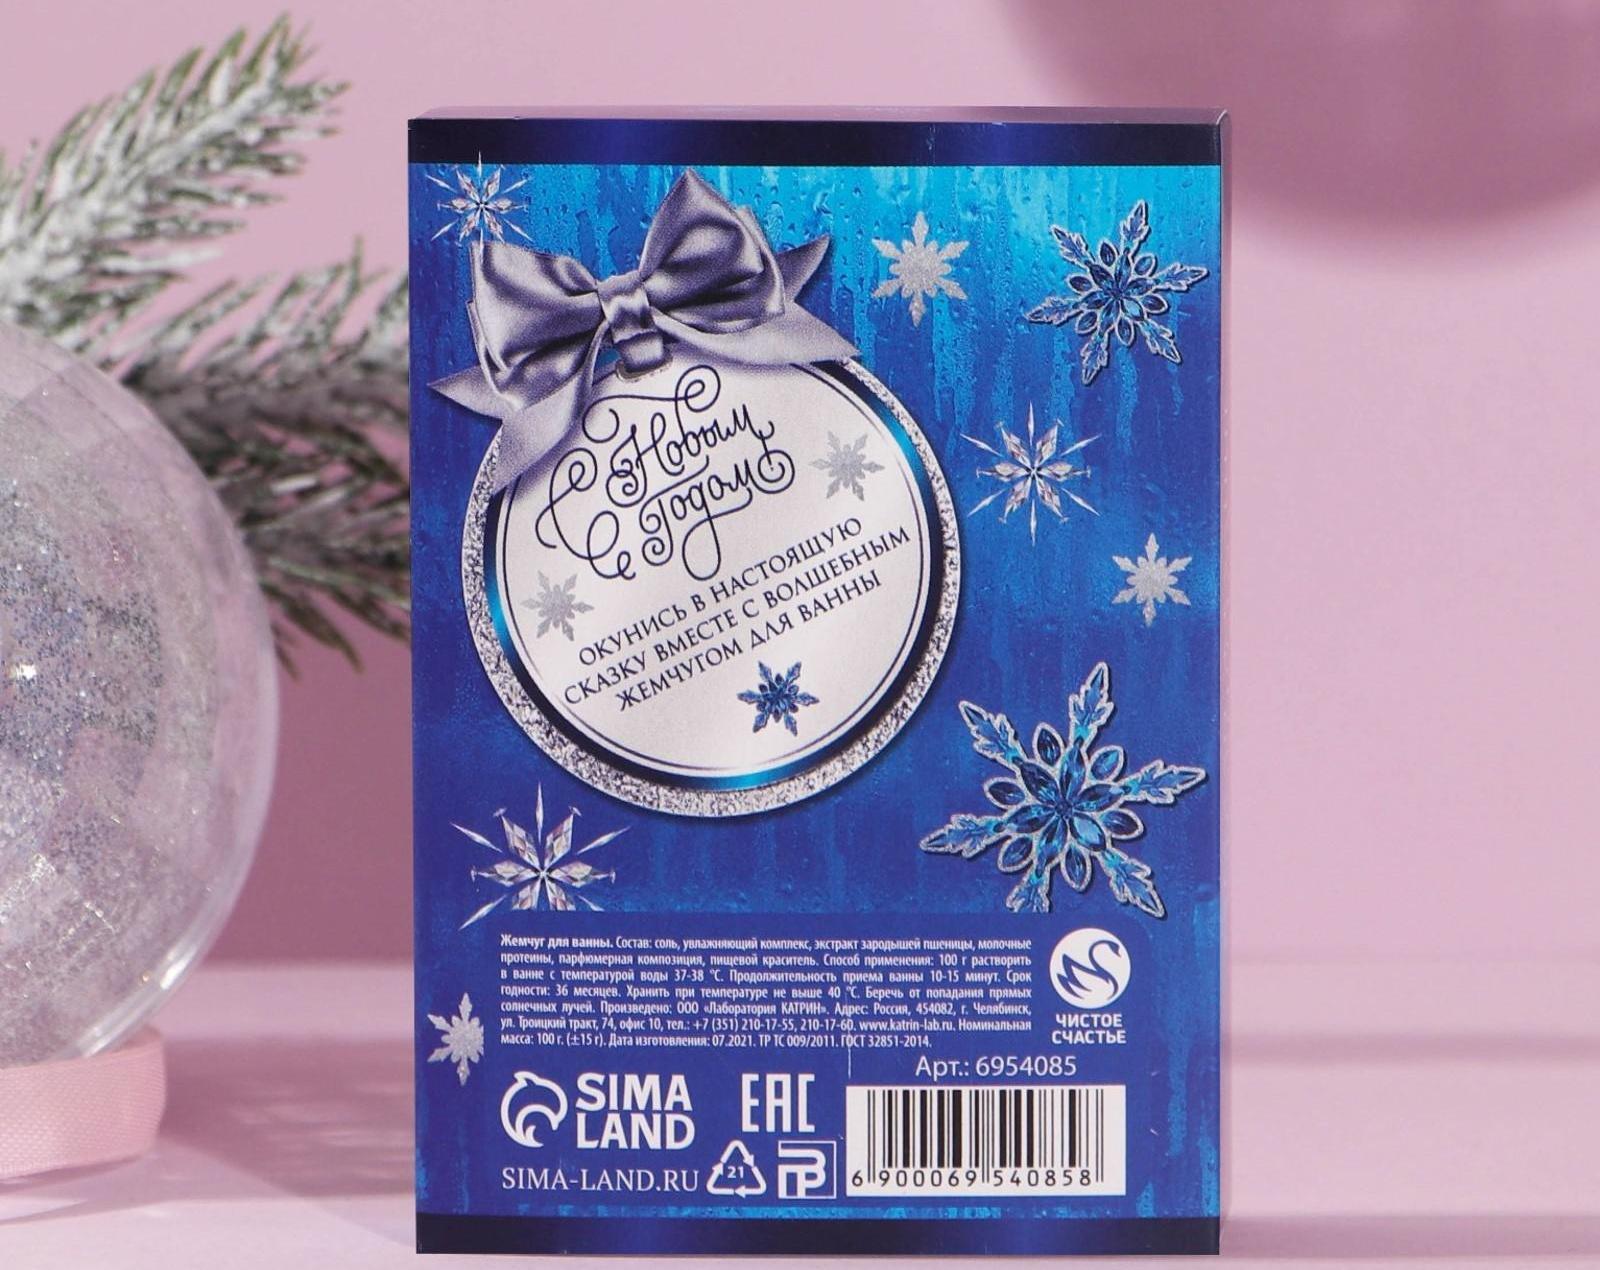 С Новым
Годом
ОКУНИСЬ В НАСТОЯЩУЮ
СКАЗКУ ВМЕСТЕ С ВОЛШЕБНЫМ
ЖЕМЧУГОМ ДЛЯ ВАННЫ
Жемчуг для ванны. Состав: соль, увлажняющий комплекс, экстракт зародышей пшеницы, молочные
протеины, парфюмерная композиция, пищевой краситель. Способ применения: 100 г растворить
в ванне с температурой воды 37-38 °С. Продолжительность приема ванны 10-15 минут. Срок
годности: 36 месяцев. Хранить при температуре не выше 40 °С. Беречь от попадания прямых
солнечных лучей. Произведено: ООО «Лаборатория КАТРИН». Адрес: Россия, 454082, г. Челябинск,
ул. Троицкий тракт, 74, офис 10, тел.: +7 (351) 210-17-55, 210-17-60. www.katrin-lab.ru. Номинальная
масса: 100 г. (±15 г). Дата изготовления: 07.2021. ТР ТС 009/2011. ГОСТ 32851-2014.
ЧИСТОЕ
СЧАСТЬЕ
Арт.: 6954085
SIMA
LAND
SIMA-LAND.RU
EAC
21
6 900069 540858